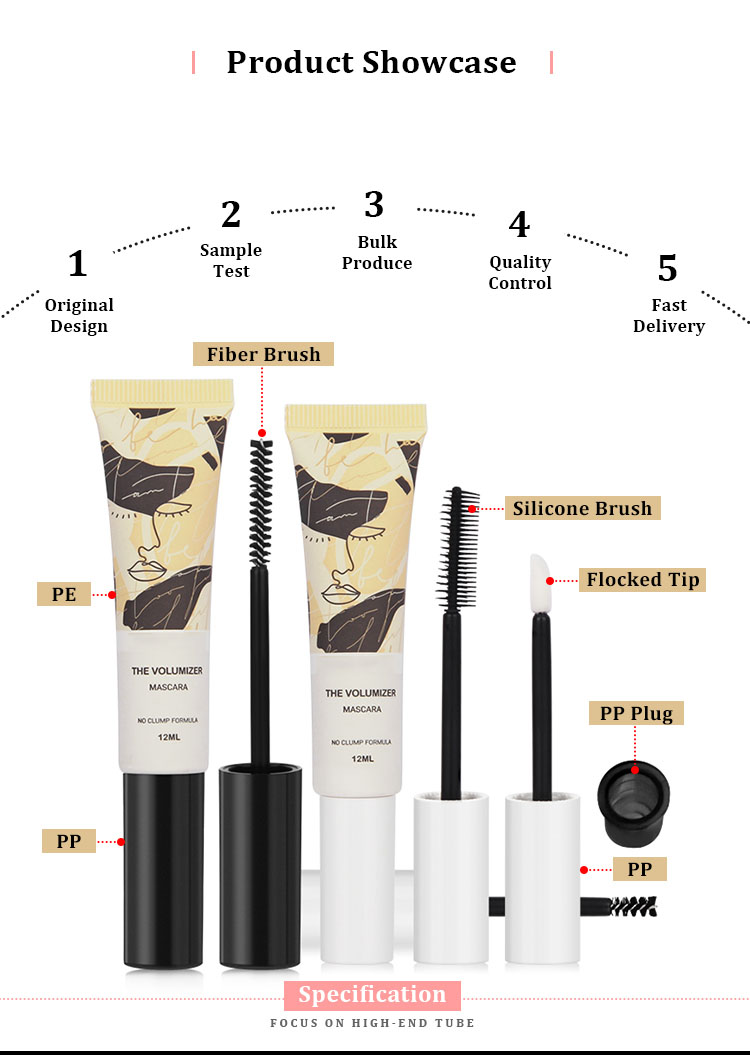 Product Showcase
1
Original
Design
2
Sample
Test
3
Bulk
Produce
4
Quality
Control
5
Fast
Delivery
Fiber Brush
Silicone Brush
Flocked Tip
PE
THE VOLUMIZER
MASCARA
NO CLUMP FORMULA
12ML
THE VOLUMIZER
MASCARA
NO CLUMP FORMULA
12ML
PP Plug
PP
PP
Specification
FOCUS ON HIGH-END TUBE